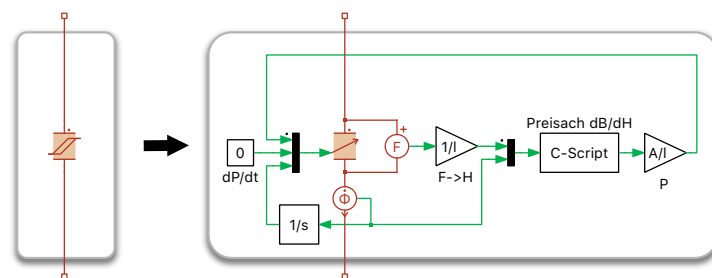 Preisach dB/dH
0
dP/dt
F
+
1/l
F->H
C-Script
A/l
P
Φ
1/s